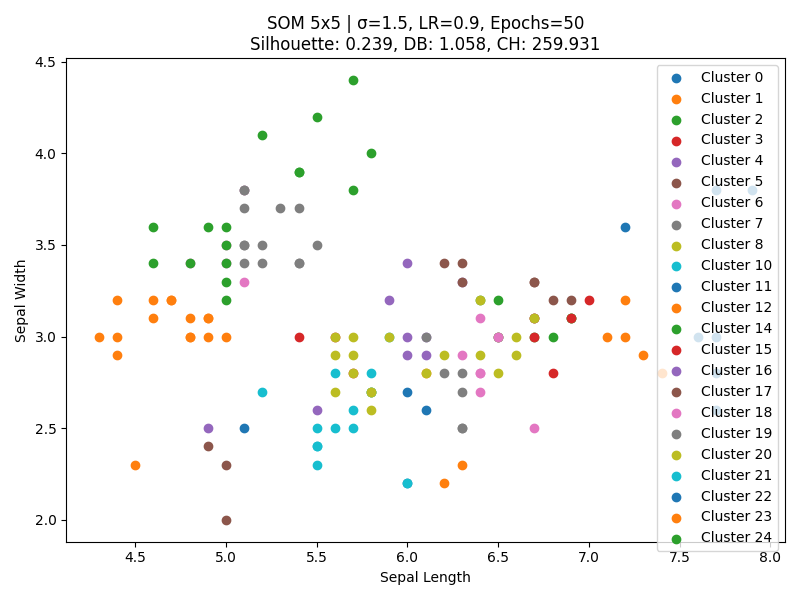 SOM 5x5 | σ=1.5, LR=0.9, Epochs=50
Silhouette: 0.239, DB: 1.058, CH: 259.931
Sepal Width
4.5
4.0
3.5
3.0
2.5
2.0
Cluster 0
Cluster 1
Cluster 2
Cluster 3
Cluster 4
Cluster 5
Cluster 6
Cluster 7
Cluster 8
Cluster 10
Cluster 11
Cluster 12
Cluster 14
Cluster 15
Cluster 16
Cluster 17
Cluster 18
Cluster 19
Cluster 20
Cluster 21
Cluster 22
Cluster 23
Cluster 24
4.5 5.0 5.5 6.0 6.5 7.0 7.5 8.0
Sepal Length